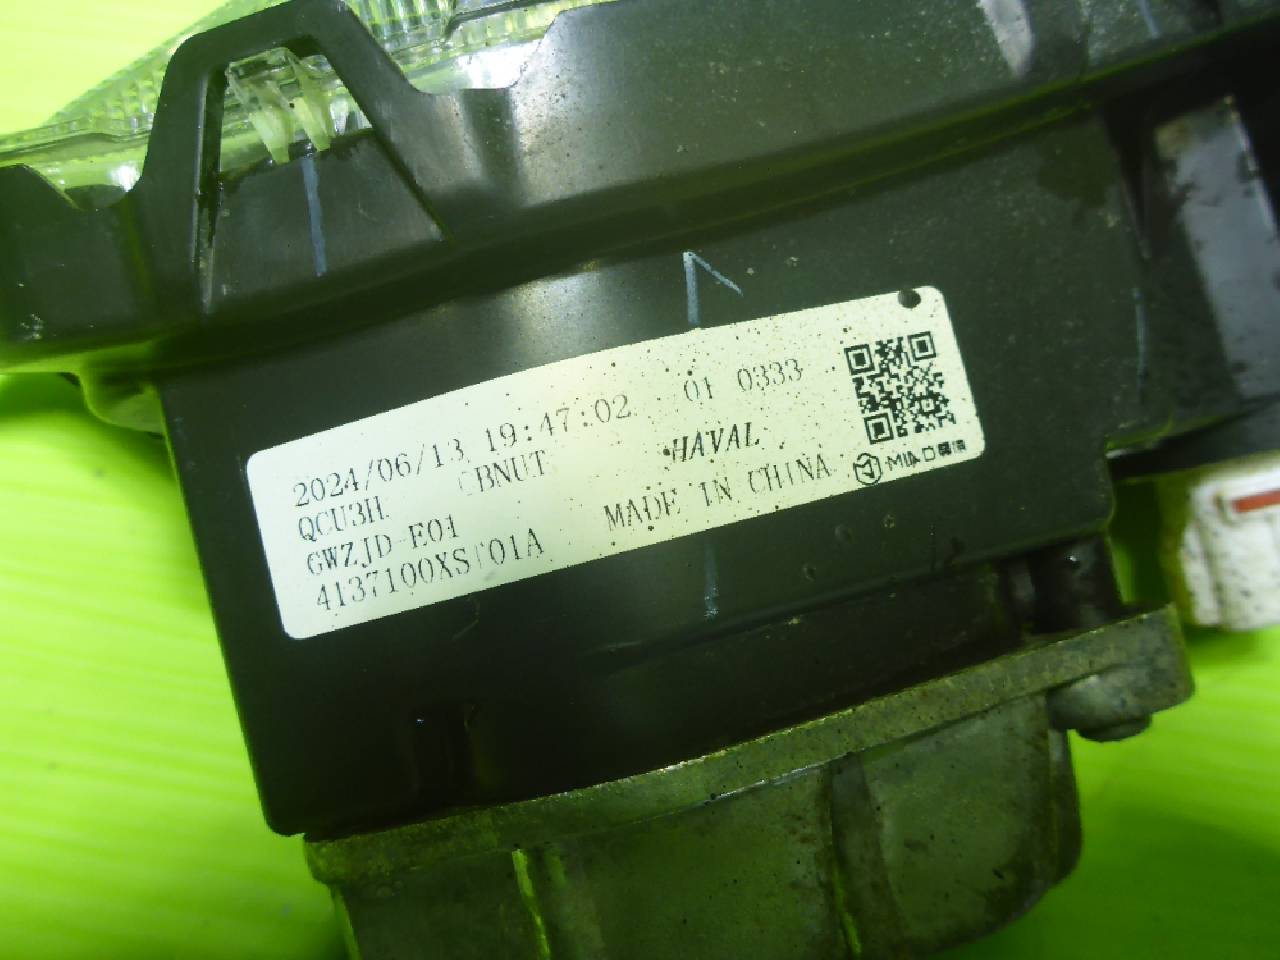 2024/06/13 19:47:02 01 0333
QCU3H CBNUT HAVAL
GWZJD-E01 MADE IN CHINA
4137100XST01A